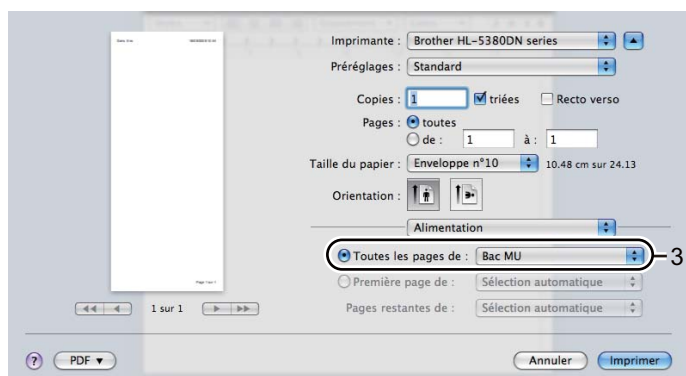 Imprimante : Brother HL-5380DN series
Préréglages : Standard
Copies : 1 triées Recto verso
Pages : toutes
de : 1 à : 1
Taille du papier : Enveloppe n°10 10.48 cm sur 24.13
Orientation :
Alimentation
Toutes les pages de : Bac MU 3
Première page de : Sélection automatique
1 sur 1 Pages restantes de : Sélection automatique
? PDF Annuler Imprimer